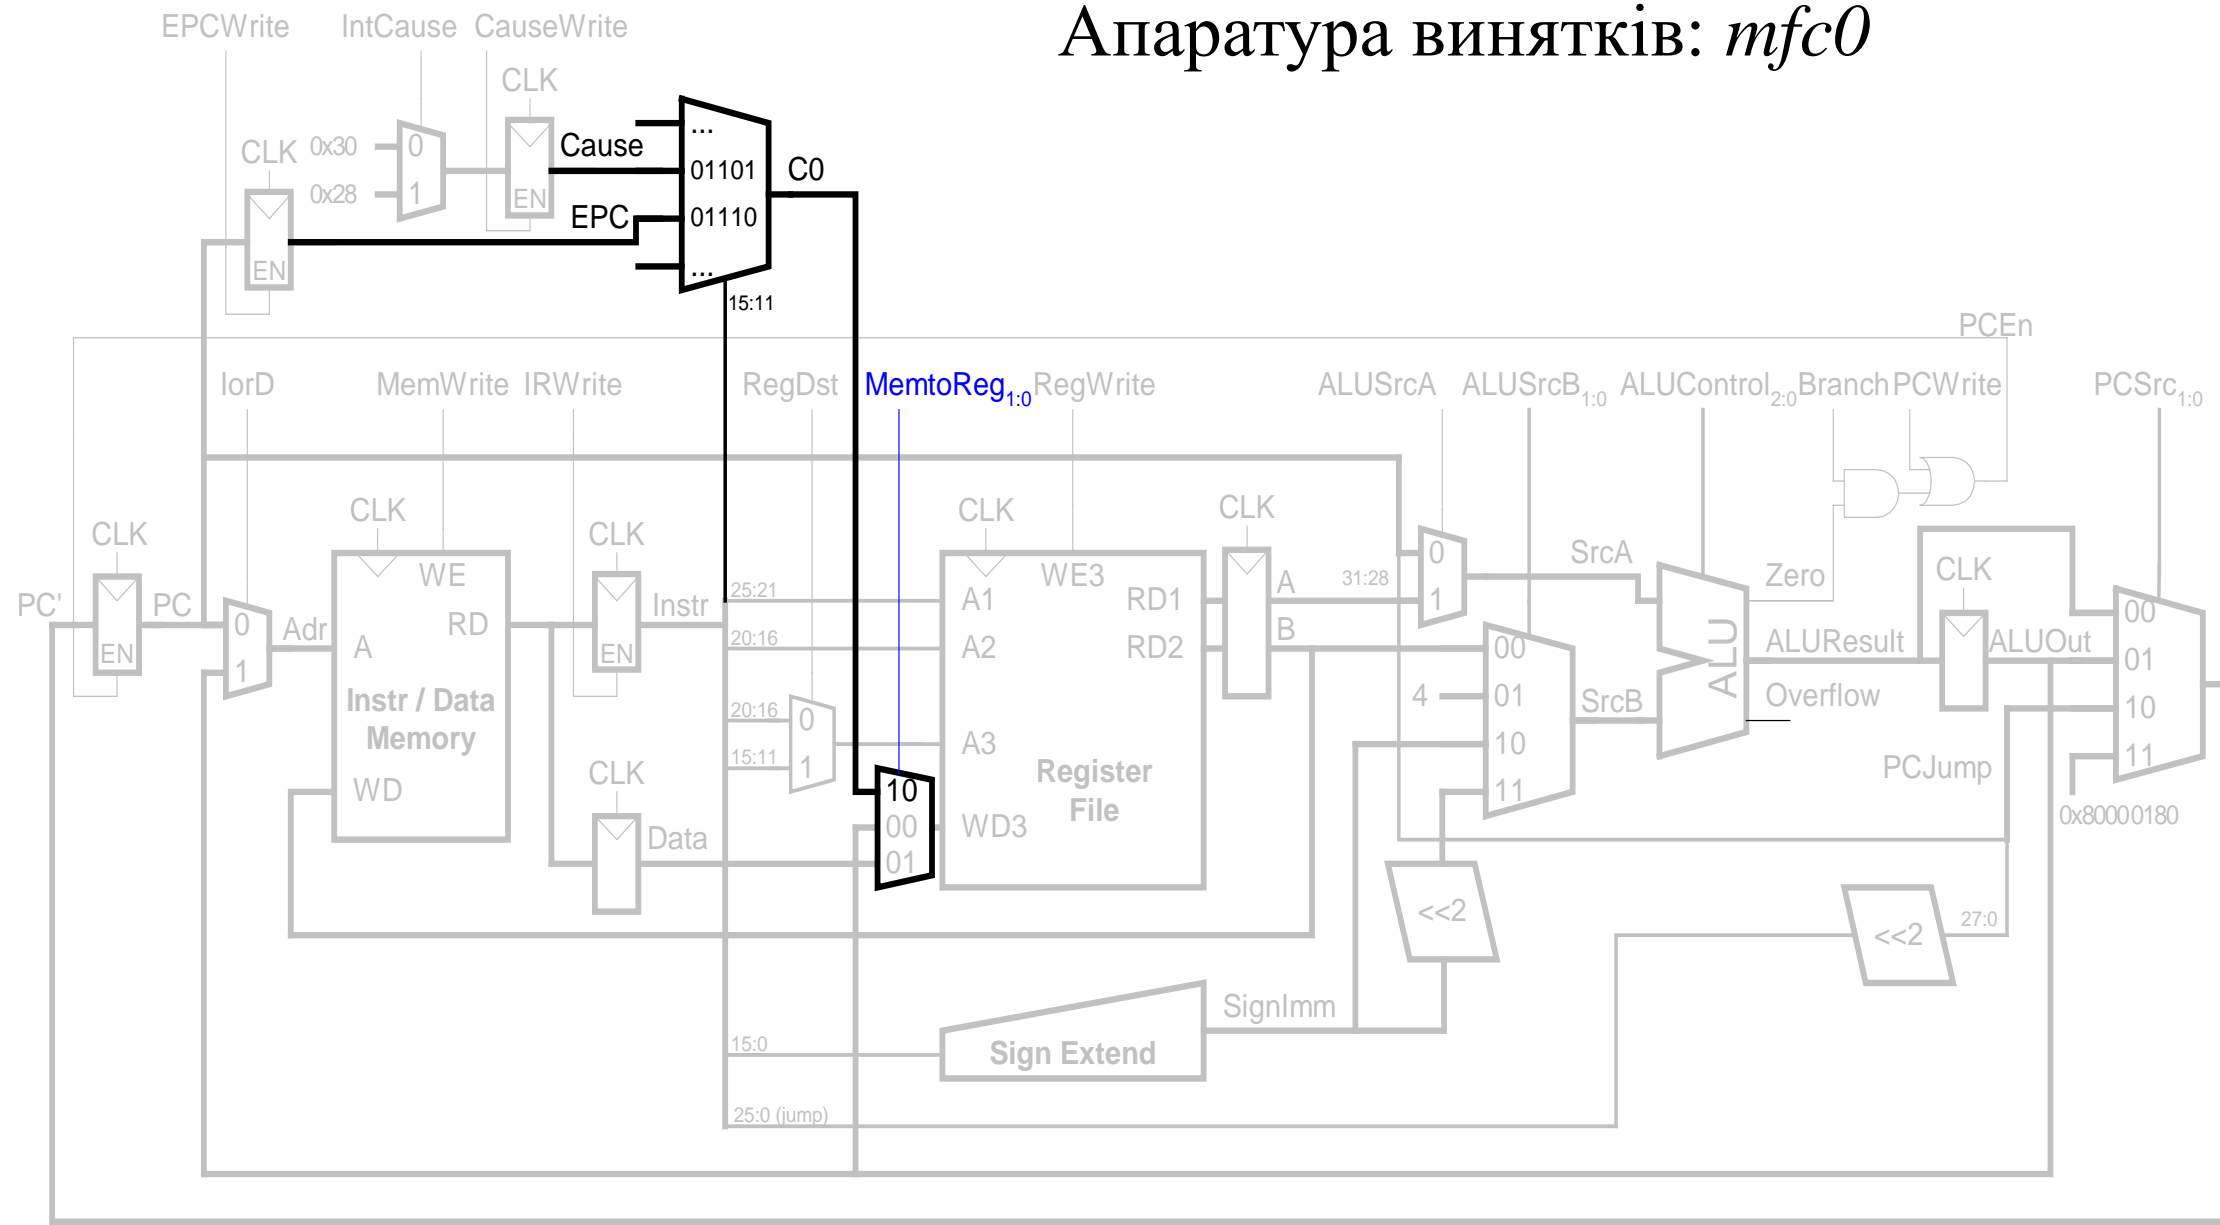 Апаратура винятків: mfc0
EPCWrite IntCause CauseWrite
CLK
...
0x30 0 Cause
CLK 01101 C0
0x28 1 EN
EPC 01110
EN ...
15:11
PCEn
IorD MemWrite IRWrite RegDst MemtoReg1:0 RegWrite ALUSrcA ALUSrcB1:0 ALUControl2:0 Branch PCWrite PCSrc1:0
CLK CLK CLK
CLK CLK
0 SrcA CLK
WE WE3 31:28 Zero
25:21 A
PC' PC Instr A1 RD1 1 00
0 Adr RD B
EN 1 A EN 20:16 A2 RD2 00 ALU ALUResult ALUOut 01
Instr / Data 4 01 SrcB Overflow
Memory 20:16 0 10
A3 10
15:11 1 11
CLK Register PCJump
WD 10 File 11
00 WD3 0x80000180
Data 01
<<2 27:0
<<2
SignImm
15:0 Sign Extend
25:0 (jump)